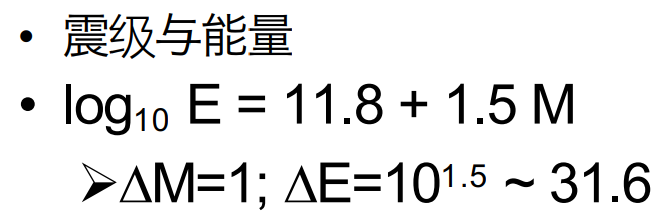 • 震级与能量
• log₁₀ E = 11.8 + 1.5 M
➢ΔM=1; ΔE=10¹·⁵ ~ 31.6